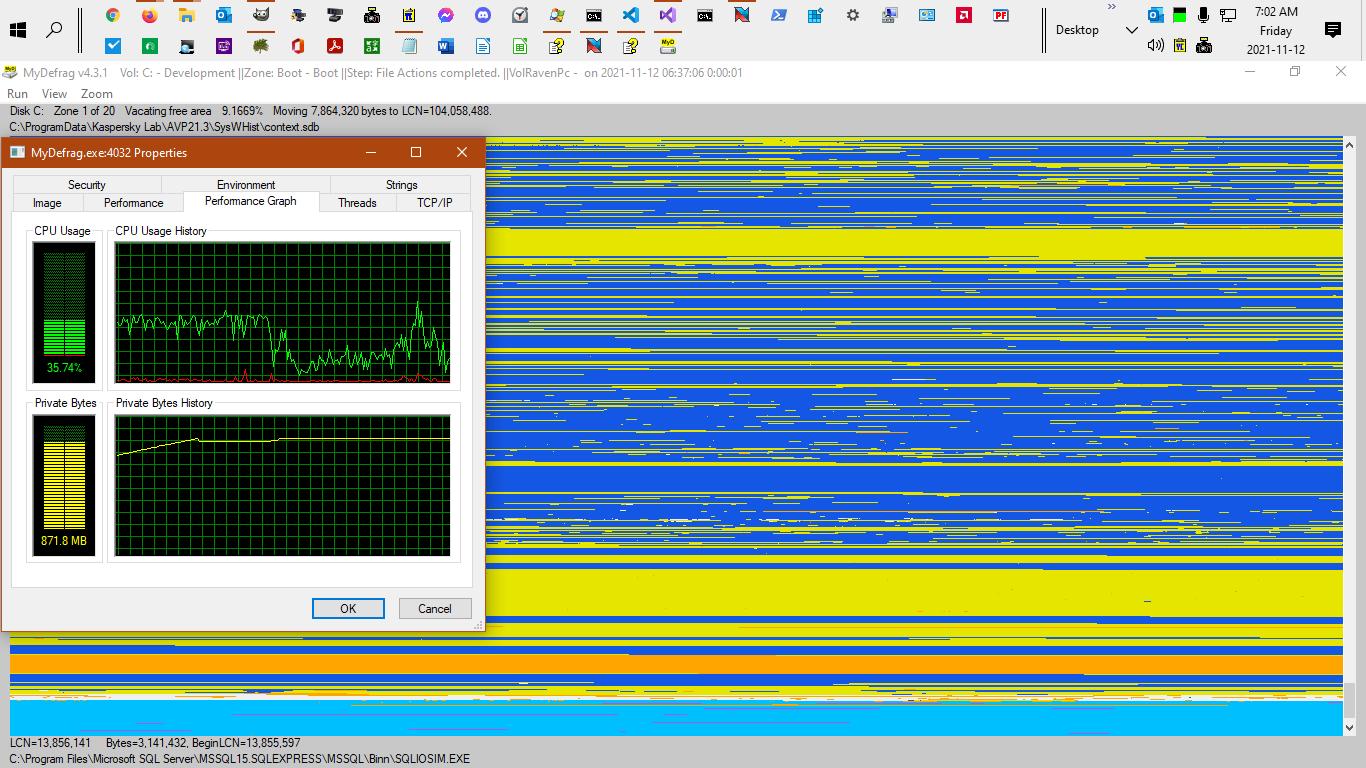 7:02 AM
Desktop
Friday
2021-11-12
MyDefrag v4.3.1 Vol: C: - Development ||Zone: Boot - Boot ||Step: File Actions completed. ||VolRavenPc - on 2021-11-12 06:37:06 0:00:01
Run View Zoom
Disk C: Zone 1 of 20 Vacating free area 9.1669% Moving 7,864,320 bytes to LCN=104,058,488.
C:\ProgramData\Kaspersky Lab\AVP21.3\SysWHist\context.sdb
MyDefrag.exe:4032 Properties
Security Environment Strings
Image Performance Performance Graph Threads TCP/IP
CPU Usage CPU Usage History
35.74%
Private Bytes Private Bytes History
871.8 MB
OK Cancel
LCN=13,856,141 Bytes=3,141,432, BeginLCN=13,855,597
C:\Program Files\Microsoft SQL Server\MSSQL15.SQLEXPRESS\MSSQL\Binn\SQLIOSIM.EXE